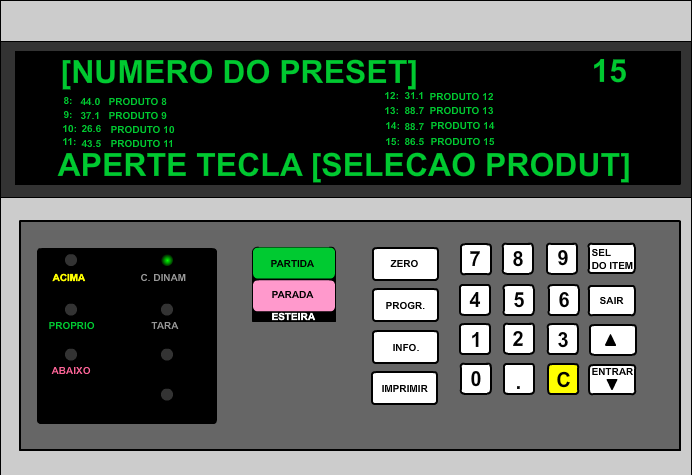 [NUMERO DO PRESET] 15
8: 44.0 PRODUTO 8
9: 37.1 PRODUTO 9
10: 26.6 PRODUTO 10
11: 43.5 PRODUTO 11
12: 31.1 PRODUTO 12
13: 88.7 PRODUTO 13
14: 88.7 PRODUTO 14
15: 86.5 PRODUTO 15
APERTE TECLA [SELECAO PRODUT]
ACIMA C. DINAM
PROPRIO TARA
ABAIXO
PARTIDA
PARADA
ESTEIRA
ZERO
PROGR.
INFO.
IMPRIMIR
7 8 9 SEL
DO ITEM
4 5 6 SAIR
1 2 3 ▲
0 . C ENTRAR
▼